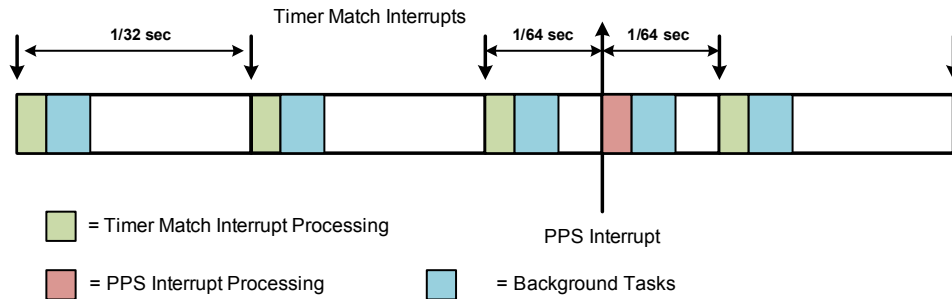 Timer Match Interrupts
1/32 sec
1/64 sec
1/64 sec
= Timer Match Interrupt Processing
PPS Interrupt
= PPS Interrupt Processing
= Background Tasks